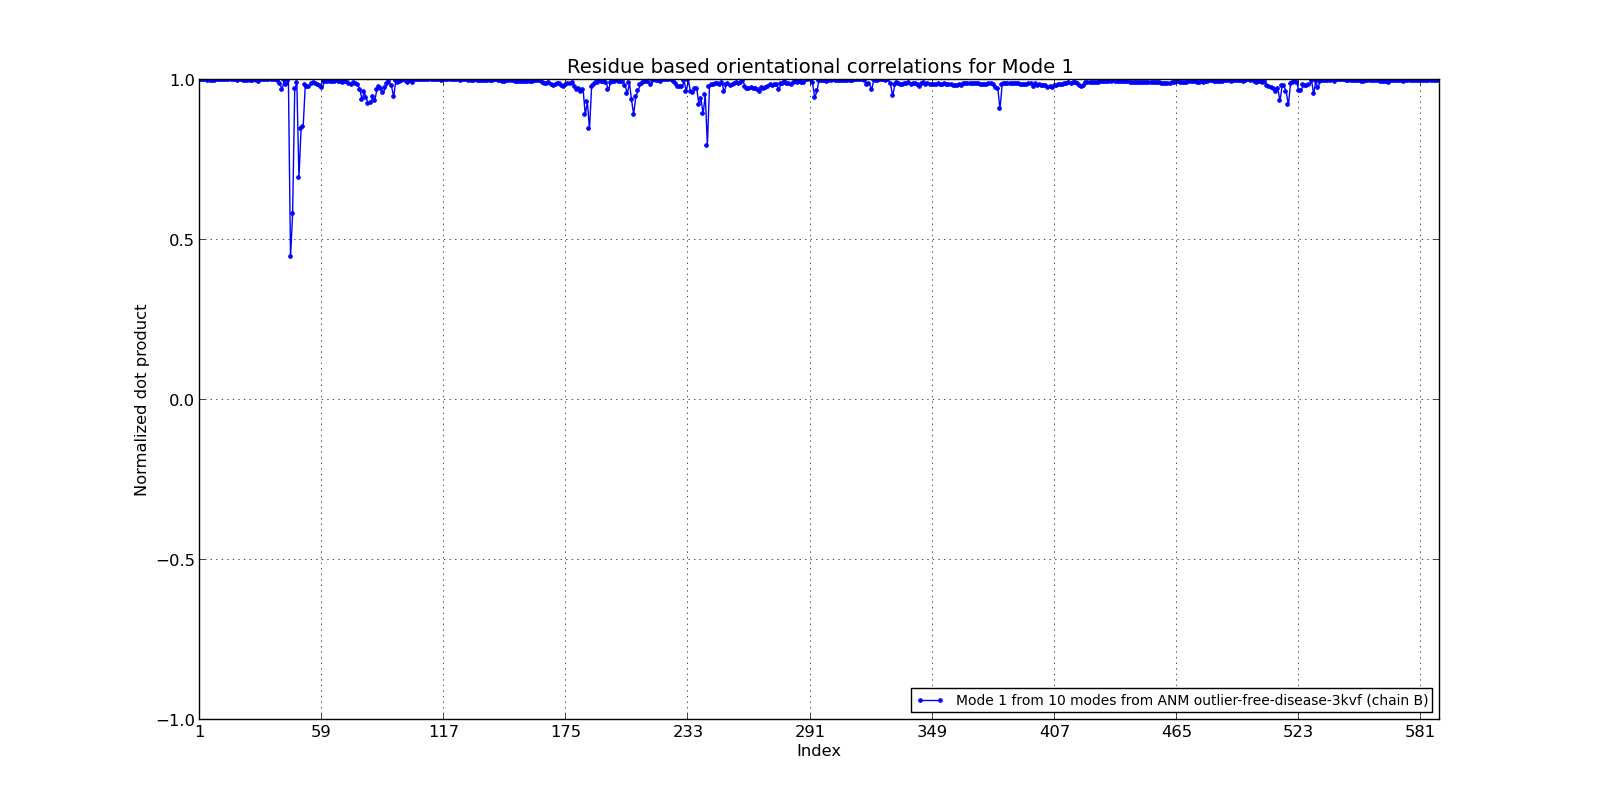 Residue based orientational correlations for Mode 1
1.0
0.5
0.0
−0.5
−1.0
Normalized dot product
Mode 1 from 10 modes from ANM outlier-free-disease-3kvf (chain B)
1 59 117 175 233 291 349 407 465 523 581
Index